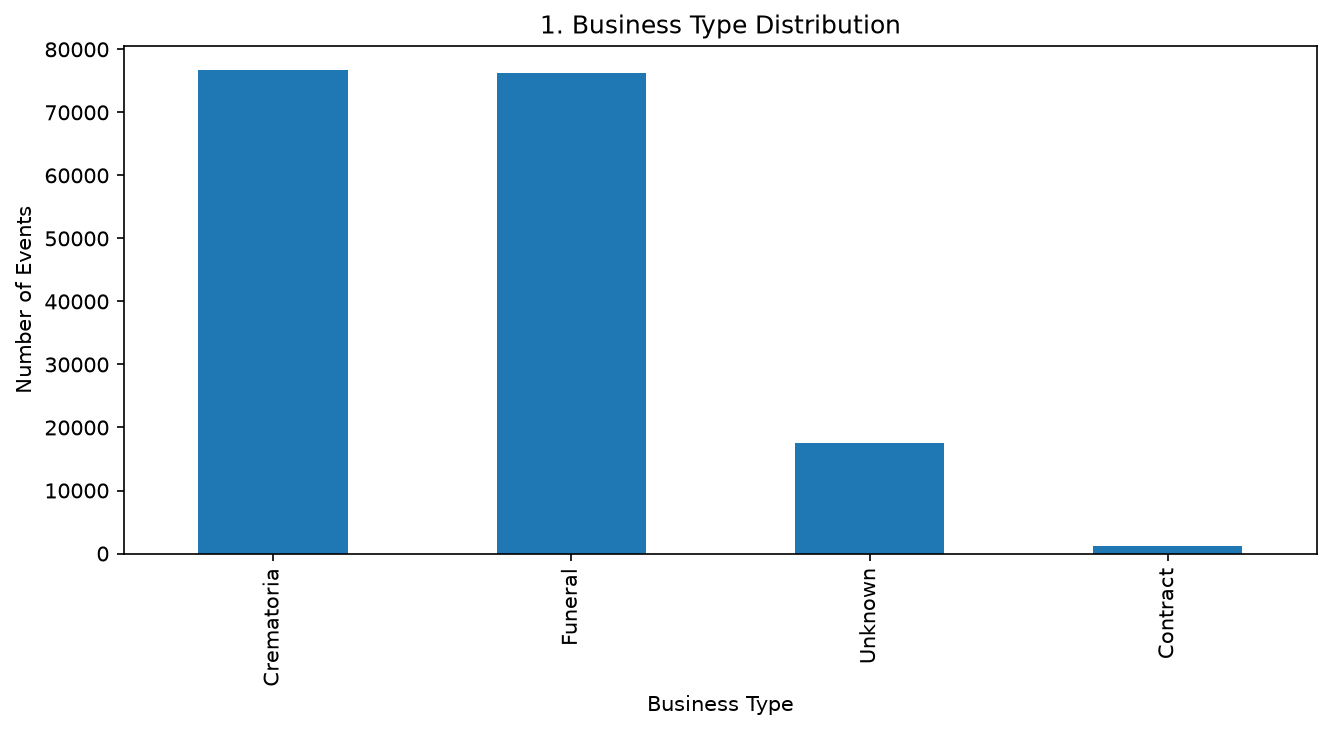 1. Business Type Distribution
Number of Events
80000
70000
60000
50000
40000
30000
20000
10000
0
Crematoria
Funeral
Unknown
Contract
Business Type